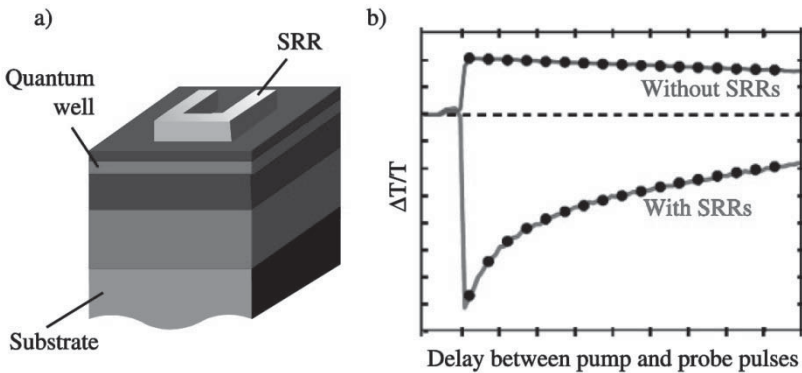 a)
SRR
Quantum
well
Substrate
b)
Without SRRs
With SRRs
ΔT/T
Delay between pump and probe pulses